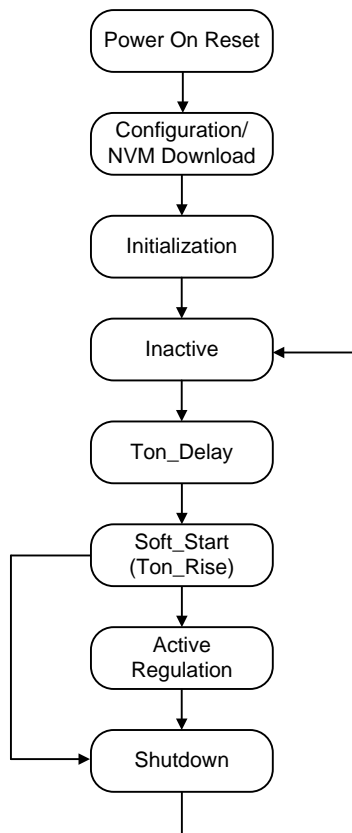 Power On Reset
Configuration/
NVM Download
Initialization
Inactive
Ton_Delay
Soft_Start
(Ton_Rise)
Active
Regulation
Shutdown